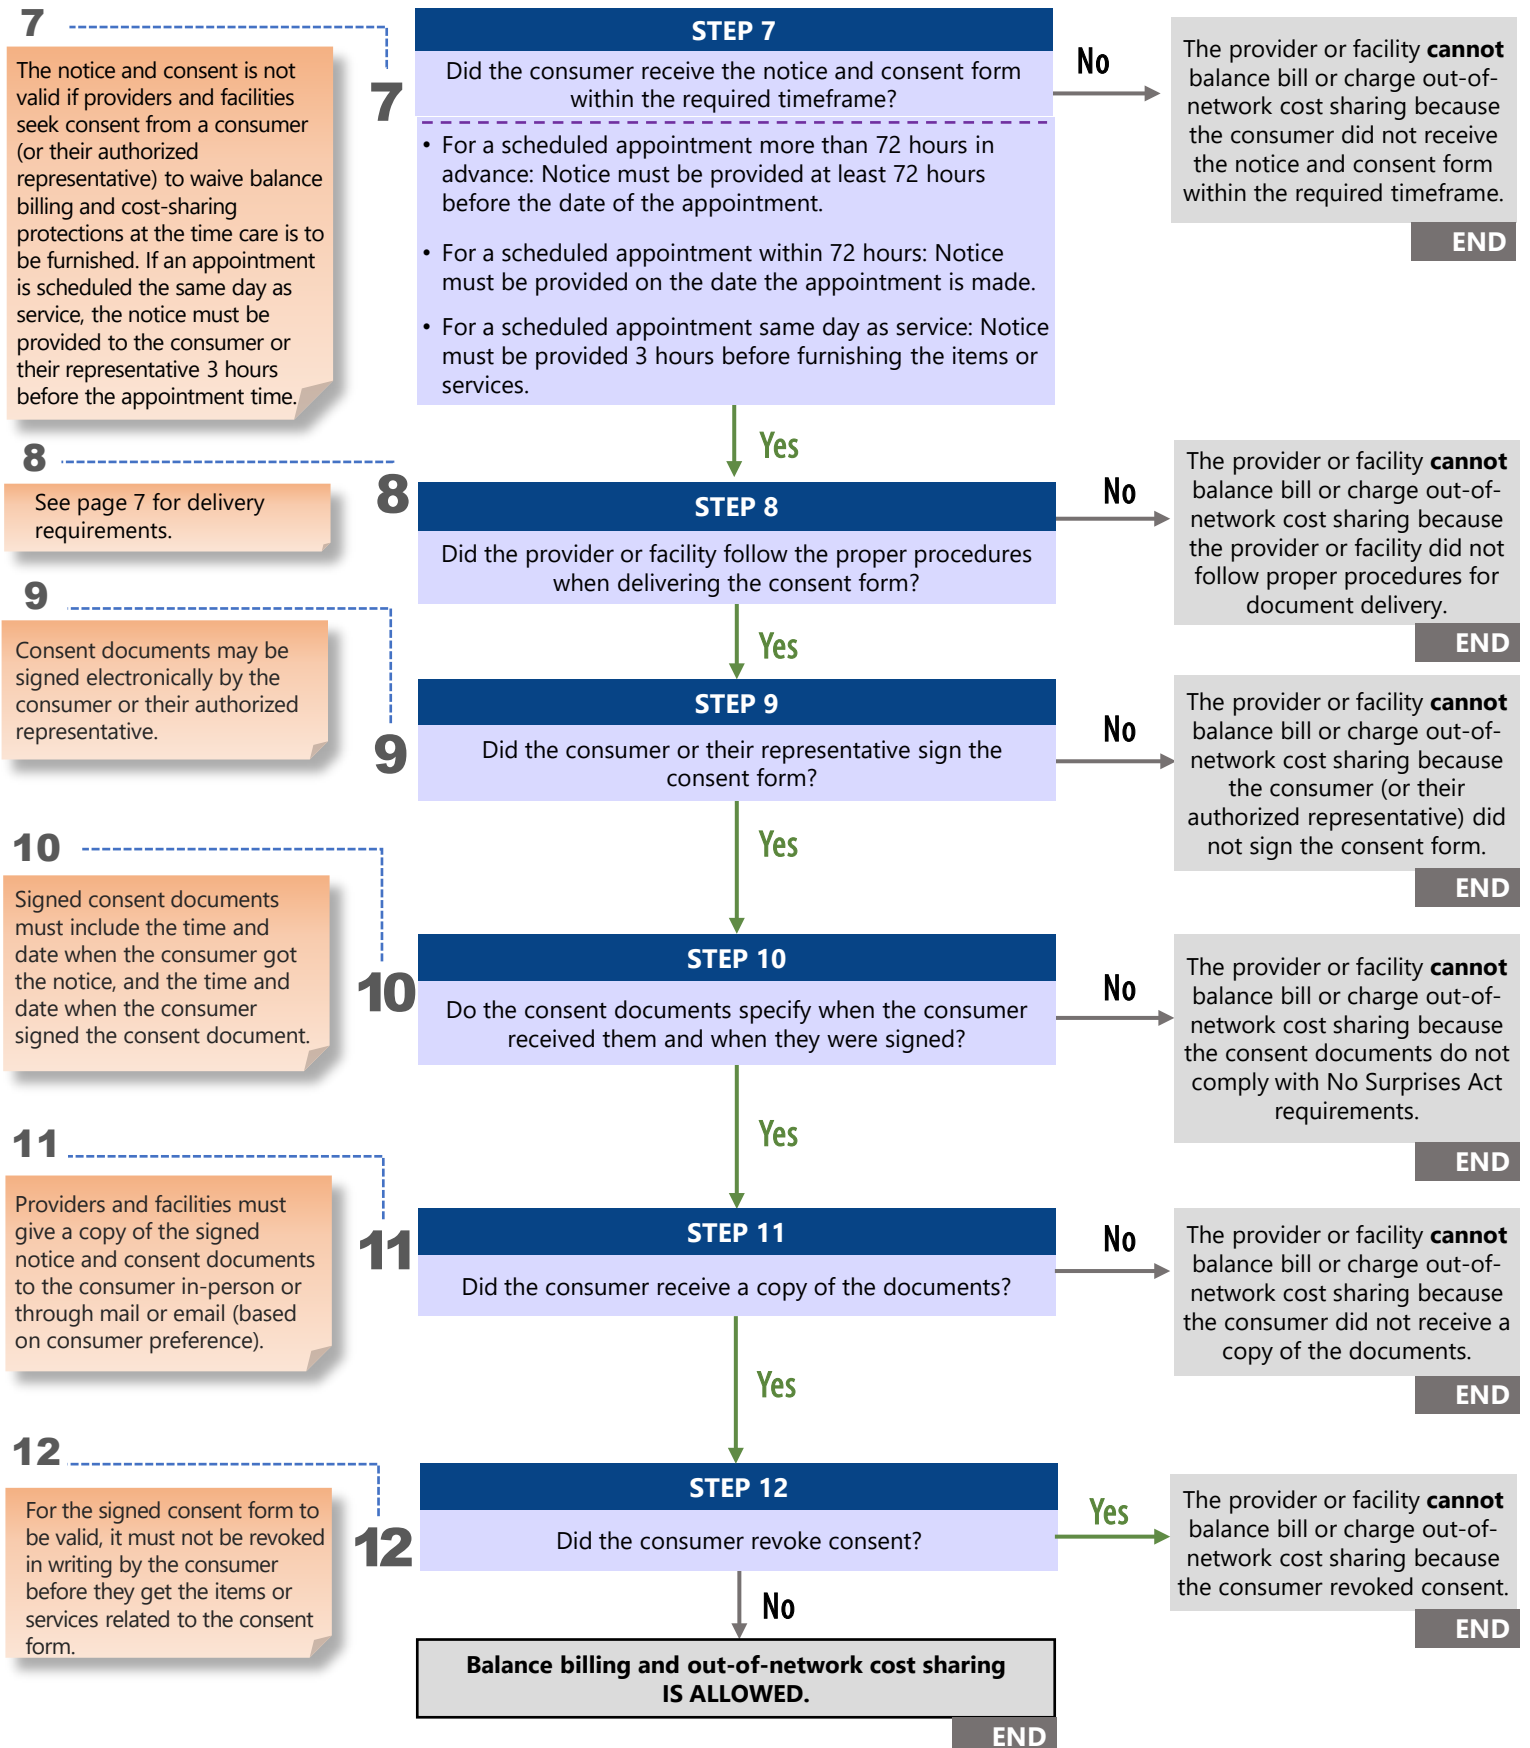 7
The notice and consent is not
valid if providers and facilities
seek consent from a consumer
(or their authorized
representative) to waive balance
billing and cost-sharing
protections at the time care is to
be furnished. If an appointment
is scheduled the same day as
service, the notice must be
provided to the consumer or
their representative 3 hours
before the appointment time.
7
STEP 7
Did the consumer receive the notice and consent form
within the required timeframe?
• For a scheduled appointment more than 72 hours in
advance: Notice must be provided at least 72 hours
before the date of the appointment.
• For a scheduled appointment within 72 hours: Notice
must be provided on the date the appointment is made.
• For a scheduled appointment same day as service: Notice
must be provided 3 hours before furnishing the items or
services.
No
The provider or facility cannot
balance bill or charge out-of-
network cost sharing because
the consumer did not receive
the notice and consent form
within the required timeframe.
END
Yes
8
See page 7 for delivery
requirements.
8
STEP 8
Did the provider or facility follow the proper procedures
when delivering the consent form?
No
The provider or facility cannot
balance bill or charge out-of-
network cost sharing because
the provider or facility did not
follow proper procedures for
document delivery.
END
Yes
9
Consent documents may be
signed electronically by the
consumer or their authorized
representative.
9
STEP 9
Did the consumer or their representative sign the
consent form?
No
The provider or facility cannot
balance bill or charge out-of-
network cost sharing because
the consumer (or their
authorized representative) did
not sign the consent form.
END
Yes
10
Signed consent documents
must include the time and
date when the consumer got
the notice, and the time and
date when the consumer
signed the consent document.
10
STEP 10
Do the consent documents specify when the consumer
received them and when they were signed?
No
The provider or facility cannot
balance bill or charge out-of-
network cost sharing because
the consent documents do not
comply with No Surprises Act
requirements.
END
Yes
11
Providers and facilities must
give a copy of the signed
notice and consent documents
to the consumer in-person or
through mail or email (based
on consumer preference).
11
STEP 11
Did the consumer receive a copy of the documents?
No
The provider or facility cannot
balance bill or charge out-of-
network cost sharing because
the consumer did not receive a
copy of the documents.
END
Yes
12
For the signed consent form to
be valid, it must not be revoked
in writing by the consumer
before they get the items or
services related to the consent
form.
12
STEP 12
Did the consumer revoke consent?
Yes
The provider or facility cannot
balance bill or charge out-of-
network cost sharing because
the consumer revoked consent.
END
No
Balance billing and out-of-network cost sharing
IS ALLOWED.
END